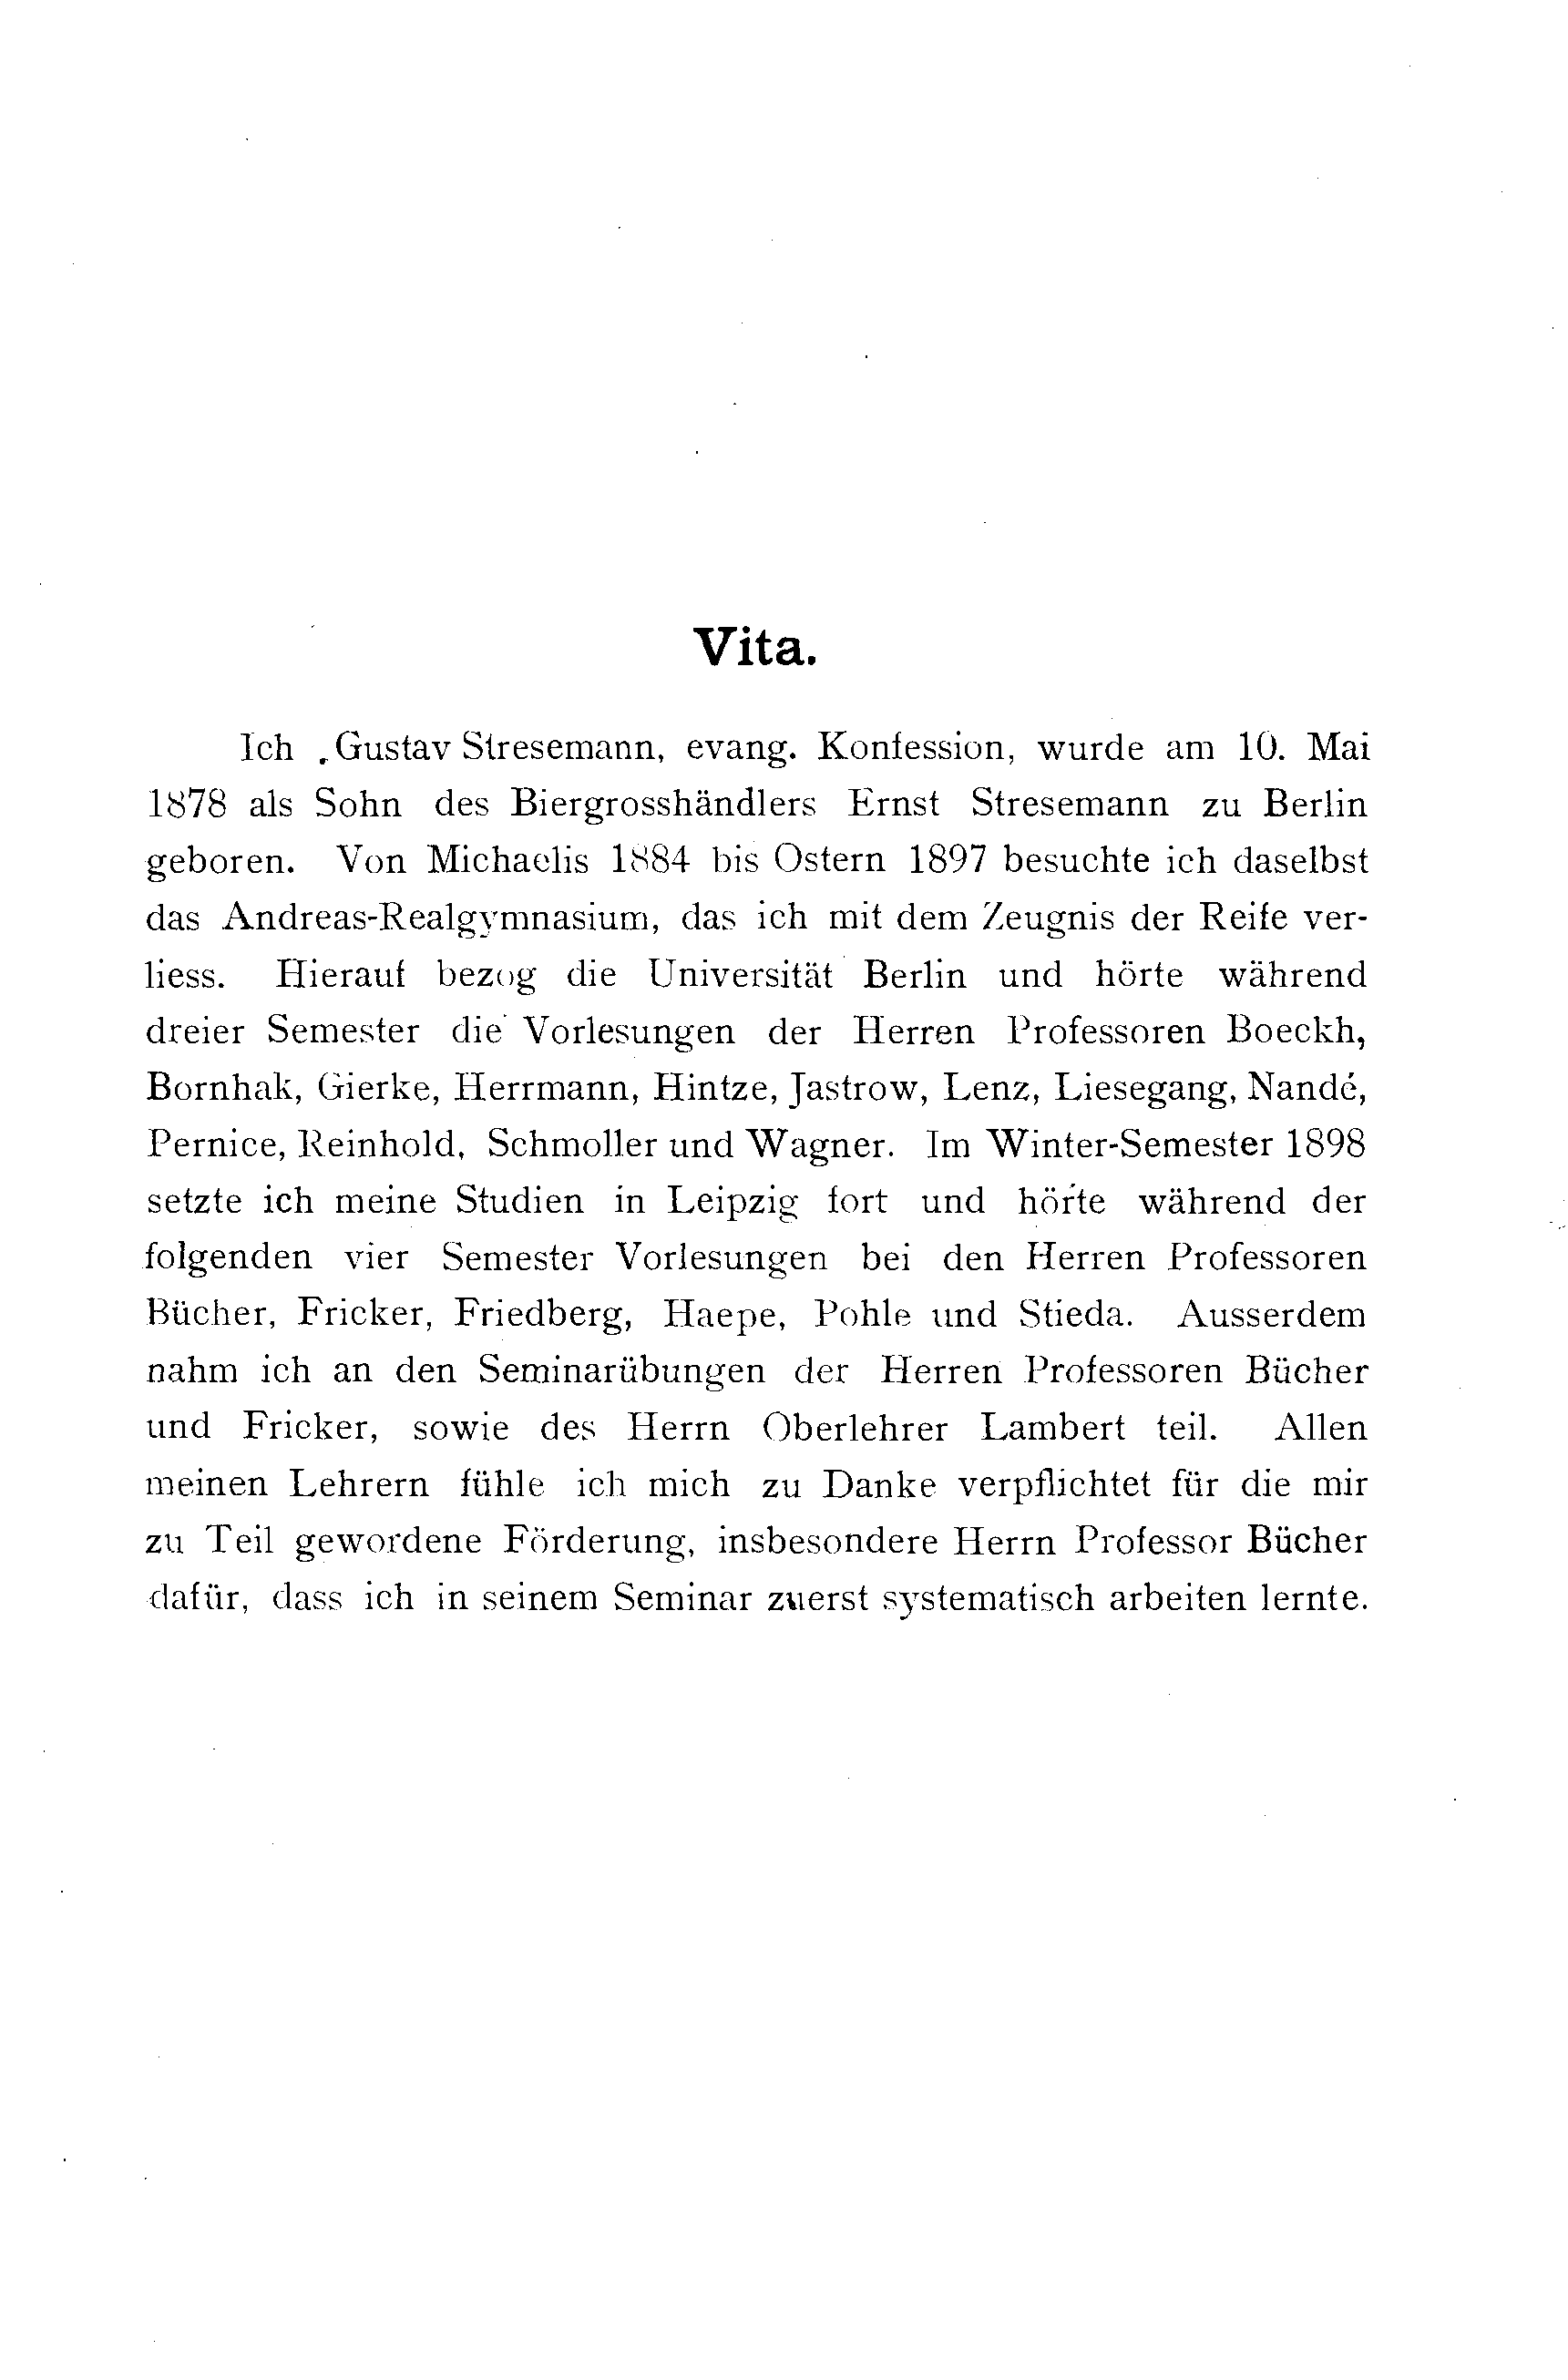 Vita.
Ich , Gustav Stresemann, evang. Konfession, wurde am 10. Mai
1878 als Sohn des Biergrosshändlers Ernst Stresemann zu Berlin
geboren. Von Michaelis 1884 bis Ostern 1897 besuchte ich daselbst
das Andreas-Realgymnasium, das ich mit dem Zeugnis der Reife ver-
liess. Hierauf bezog die Universität Berlin und hörte während
dreier Semester die Vorlesungen der Herren Professoren Boeckh,
Bornhak, Gierke, Herrmann, Hintze, Jastrow, Lenz, Liesegang, Nandé,
Pernice, Reinhold, Schmoller und Wagner. Im Winter-Semester 1898
setzte ich meine Studien in Leipzig fort und hörte während der
folgenden vier Semester Vorlesungen bei den Herren Professoren
Bücher, Fricker, Friedberg, Haepe, Pohle und Stieda. Ausserdem
nahm ich an den Seminarübungen der Herren Professoren Bücher
und Fricker, sowie des Herrn Oberlehrer Lambert teil. Allen
meinen Lehrern fühle ich mich zu Danke verpflichtet für die mir
zu Teil gewordene Förderung, insbesondere Herrn Professor Bücher
dafür, dass ich in seinem Seminar zuerst systematisch arbeiten lernte.